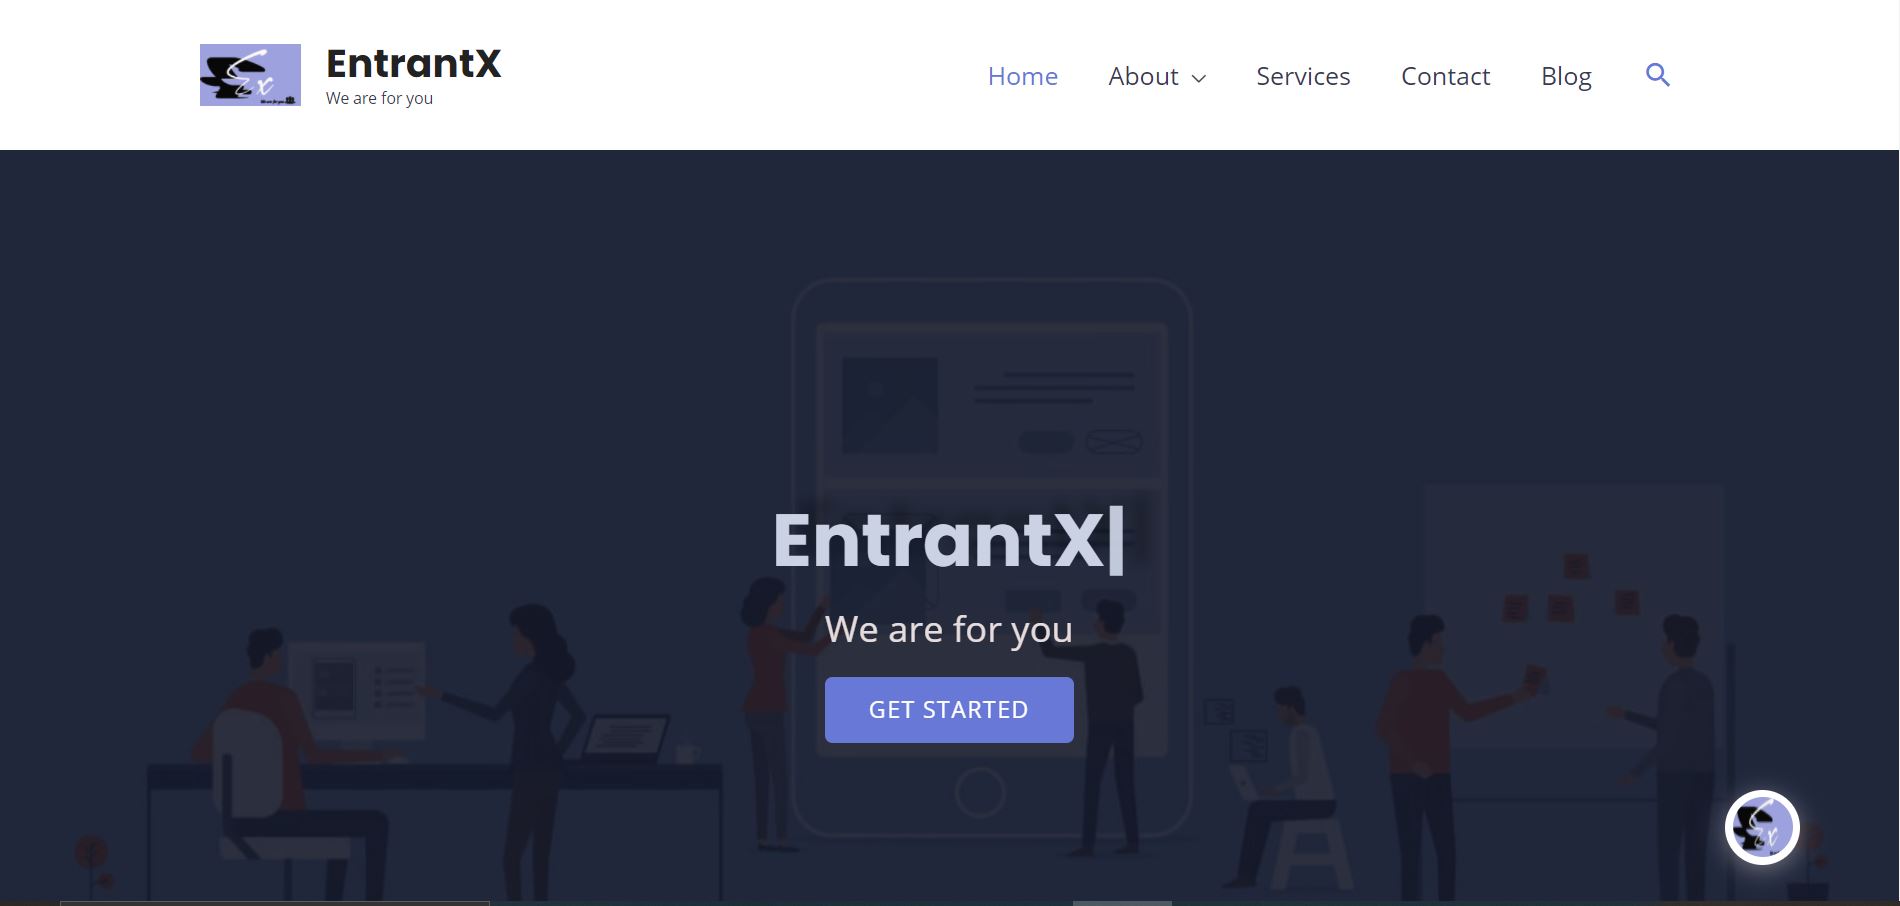 EntrantX
We are for you
Home
About
Services
Contact
Blog
EntrantX|
We are for you
GET STARTED